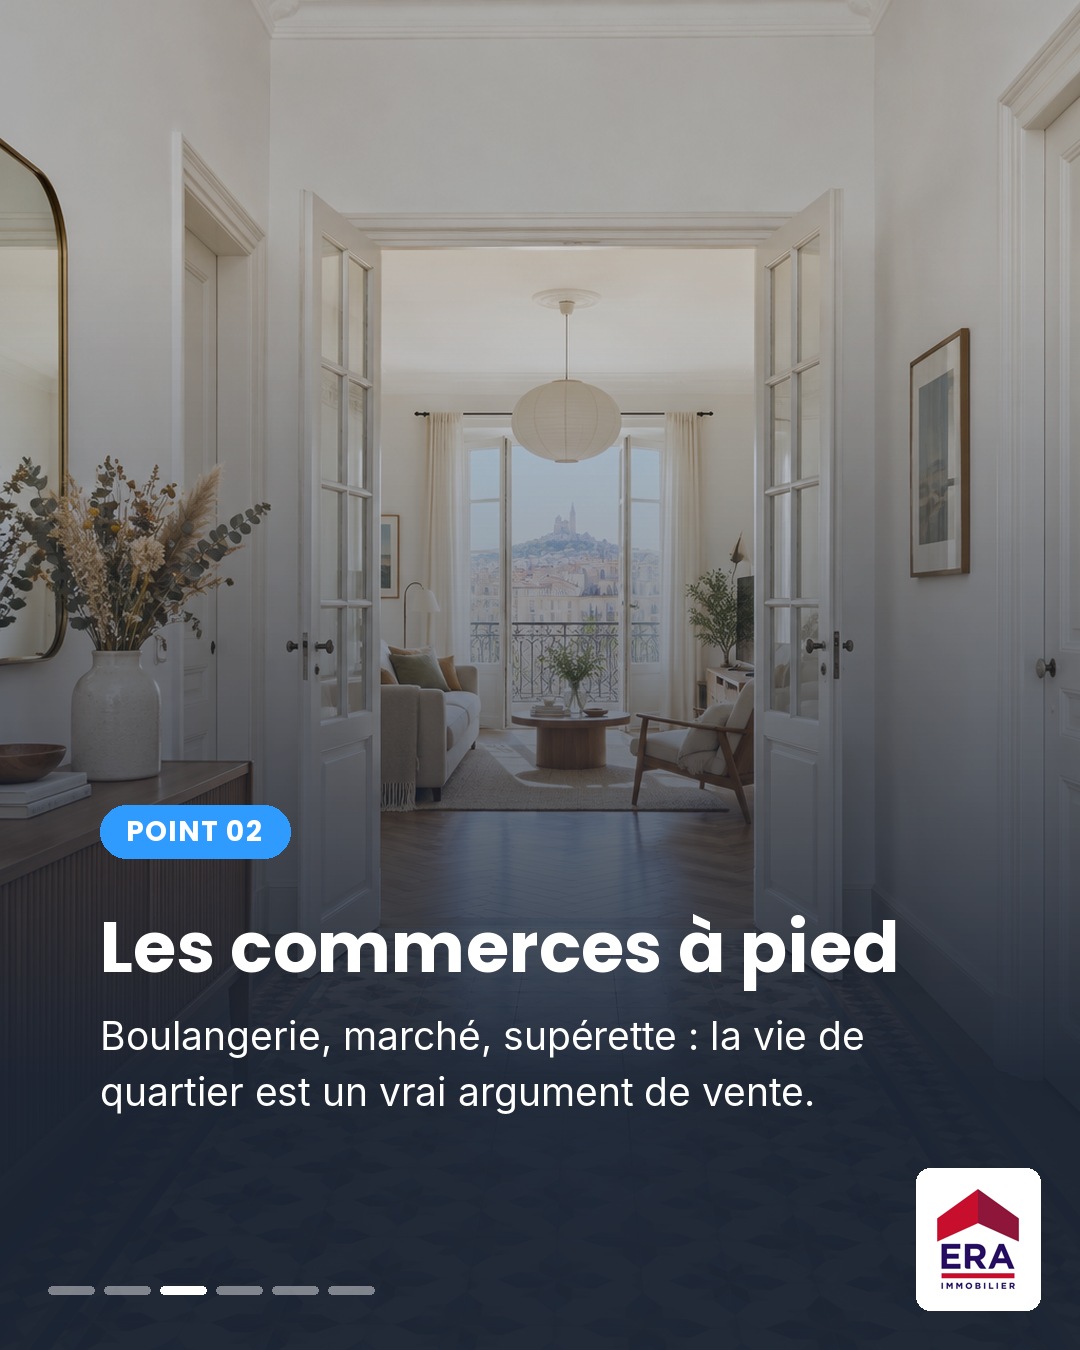 POINT 02
Les commerces à pied
Boulangerie, marché, supérette : la vie de
quartier est un vrai argument de vente.
ERA
IMMOBILIER